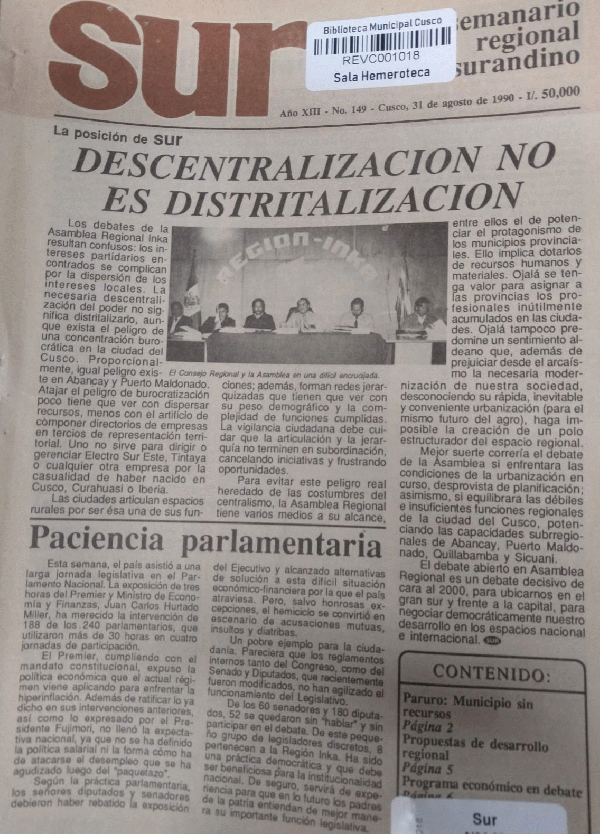 sur
Biblioteca Municipal Cusco
REVC001018
Sala Hemeroteca
emanario
regional
surandino
Año XIII - No. 149 - Cusco, 31 de agosto de 1990 - I/. 50,000
La posición de sur
DESCENTRALIZACION NO
ES DISTRITALIZACION
Los debates de la
Asamblea Regional Inka
resultan confusos: los in-
tereses partidarios en-
contrados se complican
por la dispersión de los
intereses locales. La
necesaria descentrali-
zación del poder no sig-
nifica distritalizarlo, aun-
que exista el peligro de
una concentración buro-
crática en la ciudad del
Cusco. Proporcional-
mente, igual peligro exis-
te en Abancay y Puerto Maldonado.
Atajar el peligro de burocratización
poco tiene que ver con dispersar
recursos, menos con el artificio de
componer directorios de empresas
en tercios de representación terri-
torial. Uno no sirve para dirigir o
gerenciar Electro Sur Este, Tintaya
o cualquier otra empresa por la
casualidad de haber nacido en
Cusco, Curahuasi o Iberia.
Las ciudades articulan espacios
rurales por ser ésa una de sus fun-
REGION-INKA
El Consejo Regional y la Asamblea en una difícil encrucijada.
ciones; además, forman redes jerar-
quizadas que tienen que ver con
su peso demográfico y la com-
plejidad de funciones cumplidas.
La vigilancia ciudadana debe cui-
dar que la articulación y la jerar-
quía no terminen en subordinación,
cancelando iniciativas y frustrando
oportunidades.
Para evitar este peligro real
heredado de las costumbres del
centralismo, la Asamblea Regional
tiene varios medios a su alcance,
entre ellos el de poten-
ciar el protagonismo de
los municipios provincia-
les. Ello implica dotarlos
de recursos humanos y
materiales. Ojalá se ten-
ga valor para asignar a
las provincias los pro-
fesionales inútilmente
acumulados en las ciuda-
des. Ojalá tampoco pre-
domine un sentimiento al-
deano que, además de
prejuiciar desde el arcaís-
mo la necesaria moder-
nización de nuestra sociedad,
desconociendo su rápida, inevitable
y conveniente urbanización (para el
mismo futuro del agro), haga im-
posible la creación de un polo
estructurador del espacio regional.
Mejor suerte correría el debate
de la Asamblea si enfrentara las
condiciones de la urbanización en
curso, desprovista de planificación;
asimismo, si equilibrara las débiles
e insuficientes funciones regionales
de la ciudad del Cusco, poten-
ciando las capacidades subregio-
nales de Abancay, Puerto Maldo-
nado, Quillabamba y Sicuani.
El debate abierto en Asamblea
Regional es un debate decisivo de
cara al 2000, para ubicarnos en el
gran sur y frente a la capital, para
negociar democráticamente nuestro
desarrollo en los espacios nacional
e internacional. sur
Paciencia parlamentaria
Esta semana, el país asistió a una
larga jornada legislativa en el Par-
lamento Nacional. La exposición de tres
horas del Premier y Ministro de Econo-
mía y Finanzas, Juan Carlos Hurtado
Miller, ha merecido la intervención de
188 de los 240 parlamentarios, que
utilizaron más de 30 horas en cuatro
jornadas de participación.
El Premier, cumpliendo con el
mandato constitucional, expuso la
política económica que el actual régi-
men viene aplicando para enfrentar la
hiperinflación. Además de ratificar lo ya
dicho en sus intervenciones anteriores,
así como lo expresado por el Pre-
sidente Fujimori, no llenó la expecta-
tiva nacional, ya que no se ha definido
la política salarial ni la forma cómo ha
de atacarse el desempleo que se ha
agudizado luego del "paquetazo".
Según la práctica parlamentaria,
los señores diputados y senadores
debieron haber rebatido la exposición
del Ejecutivo y alcanzado alternativas
de solución a esta difícil situación
económico-financiera por la que el país
atraviesa. Pero, salvo honrosas ex-
cepciones, el hemiciclo se convirtió en
escenario de acusaciones mutuas,
insultos y diatribas.
Un pobre ejemplo para la ciuda-
danía. Pareciera que los reglamentos
internos tanto del Congreso, como del
Senado y Diputados, que recientemente
fueron modificados, no han agilizado el
funcionamiento del Legislativo.
De los 60 senadores y 180 diputa-
dos, 52 se quedaron sin "hablar" y sin
participar en el debate. De este peque-
ño grupo de legisladores discretos, 8
pertenecen a la Región Inka. Ha sido
una práctica democrática y que debe
ser beneficiosa para la institucionalidad
nacional. De seguro, servirá de expe-
riencia para que en lo futuro los padres
de la patria entiendan de mejor mane-
ra su importante función legislativa.
CONTENIDO:
Paruro: Municipio sin
recursos
Página 2
Propuestas de desarrollo
regional
Página 5
Programa económico en debate
Página 6
Sur